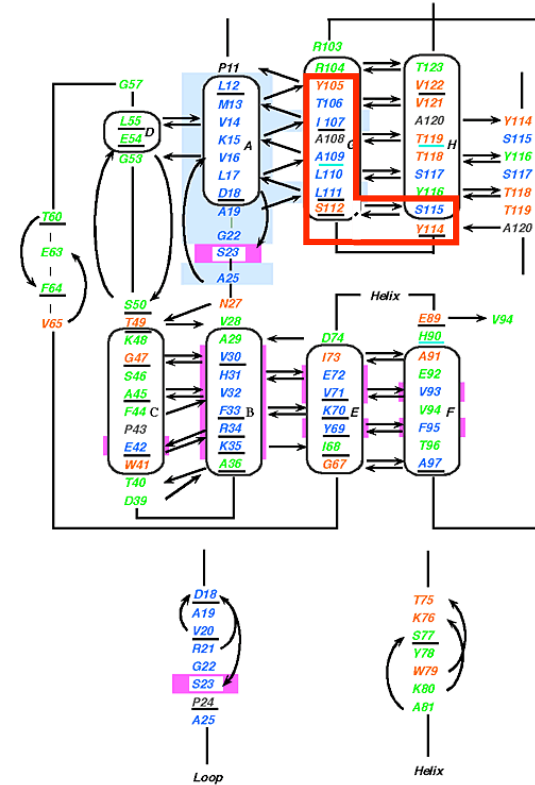 R103
P11
R104
T123
G57
L12
Y105
V122
M13
T106
V121
L55
D
V14
I 107
A120
Y114
E54
K15
A
A108
G
T119
H
S115
G53
V16
A109
T118
Y116
L17
L110
S117
S117
D18
L111
Y116
T118
T60
A19
S112
S115
T119
G22
Y114
A120
E63
S23
F64
A25
S50
N27
Helix
V65
T49
V28
E89
V94
K48
A29
D74
H90
G47
V30
I73
A91
S46
H31
E72
E92
A45
V32
V71
V93
F44
C
F33
B
K70
E
V94
F
P43
R34
Y69
F95
E42
K35
I68
T96
W41
A36
G67
A97
T40
D39
D18
T75
A19
K76
V20
S77
R21
Y78
G22
W79
S23
K80
P24
A81
A25
Loop
Helix